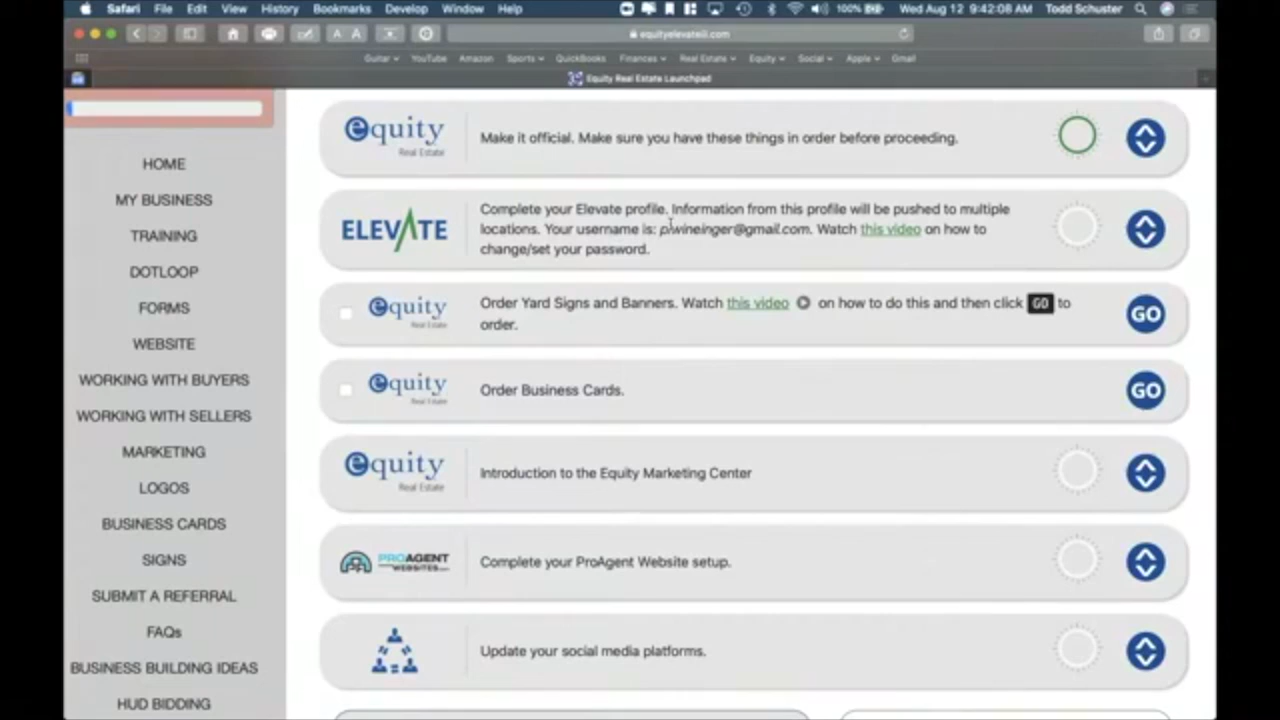 Safari File Edit View History Bookmarks Develop Window Help 100% Wed Aug 12 9:42:08 AM Todd Schuster
A A equityelevateiii.com
Guitar YouTube Amazon Sports QuickBooks Finances Real Estate Equity Social Apple Gmail
Equity Real Estate Launchpad
HOME
MY BUSINESS
TRAINING
DOTLOOP
FORMS
WEBSITE
WORKING WITH BUYERS
WORKING WITH SELLERS
MARKETING
LOGOS
BUSINESS CARDS
SIGNS
SUBMIT A REFERRAL
FAQs
BUSINESS BUILDING IDEAS
HUD BIDDING
equity
Real Estate
Make it official. Make sure you have these things in order before proceeding.
ELEVATE
Complete your Elevate profile. Information from this profile will be pushed to multiple
locations. Your username is: p.wineinger@gmail.com. Watch this video on how to
change/set your password.
equity
Real Estate
Order Yard Signs and Banners. Watch this video on how to do this and then click GO to
order.
GO
equity
Real Estate
Order Business Cards.
GO
equity
Real Estate
Introduction to the Equity Marketing Center
PROAGENT
WEBSITES
Complete your ProAgent Website setup.
Update your social media platforms.